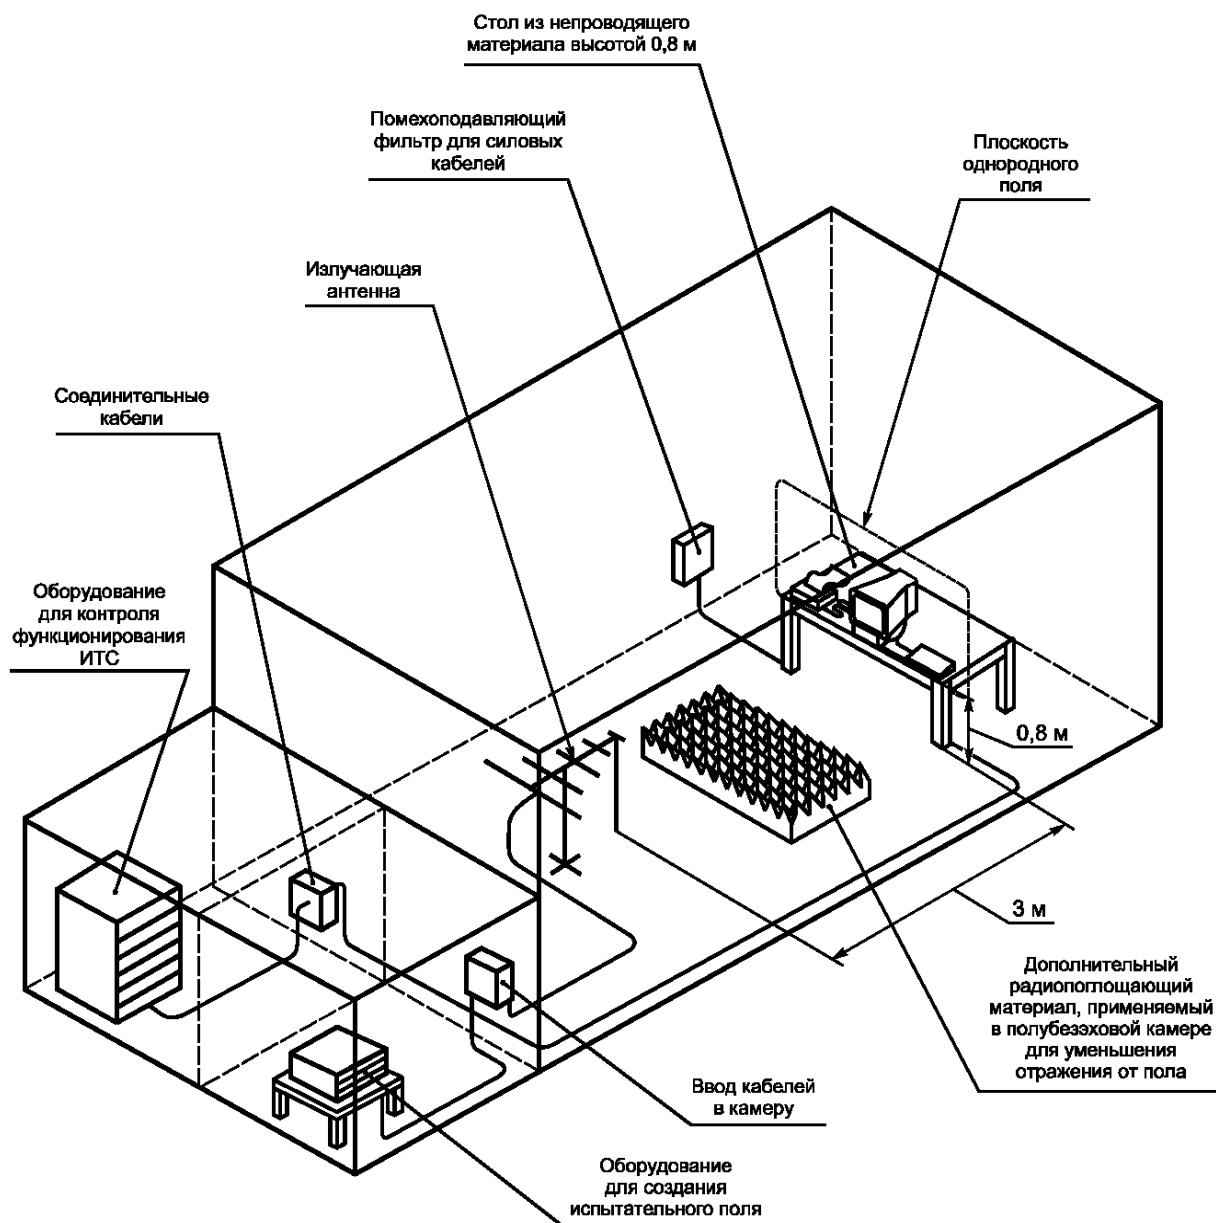 Стол из непроводящего
материала высотой 0,8 м
Помехоподавляющий
фильтр для силовых
кабелей
Плоскость
однородного
поля
Излучающая
антенна
Соединительные
кабели
Оборудование
для контроля
функционирования
ИТС
0,8 м
3 м
Дополнительный
радиопоглощающий
материал, применяемый
в полубезэховой камере
для уменьшения
отражения от пола
Ввод кабелей
в камеру
Оборудование
для создания
испытательного поля